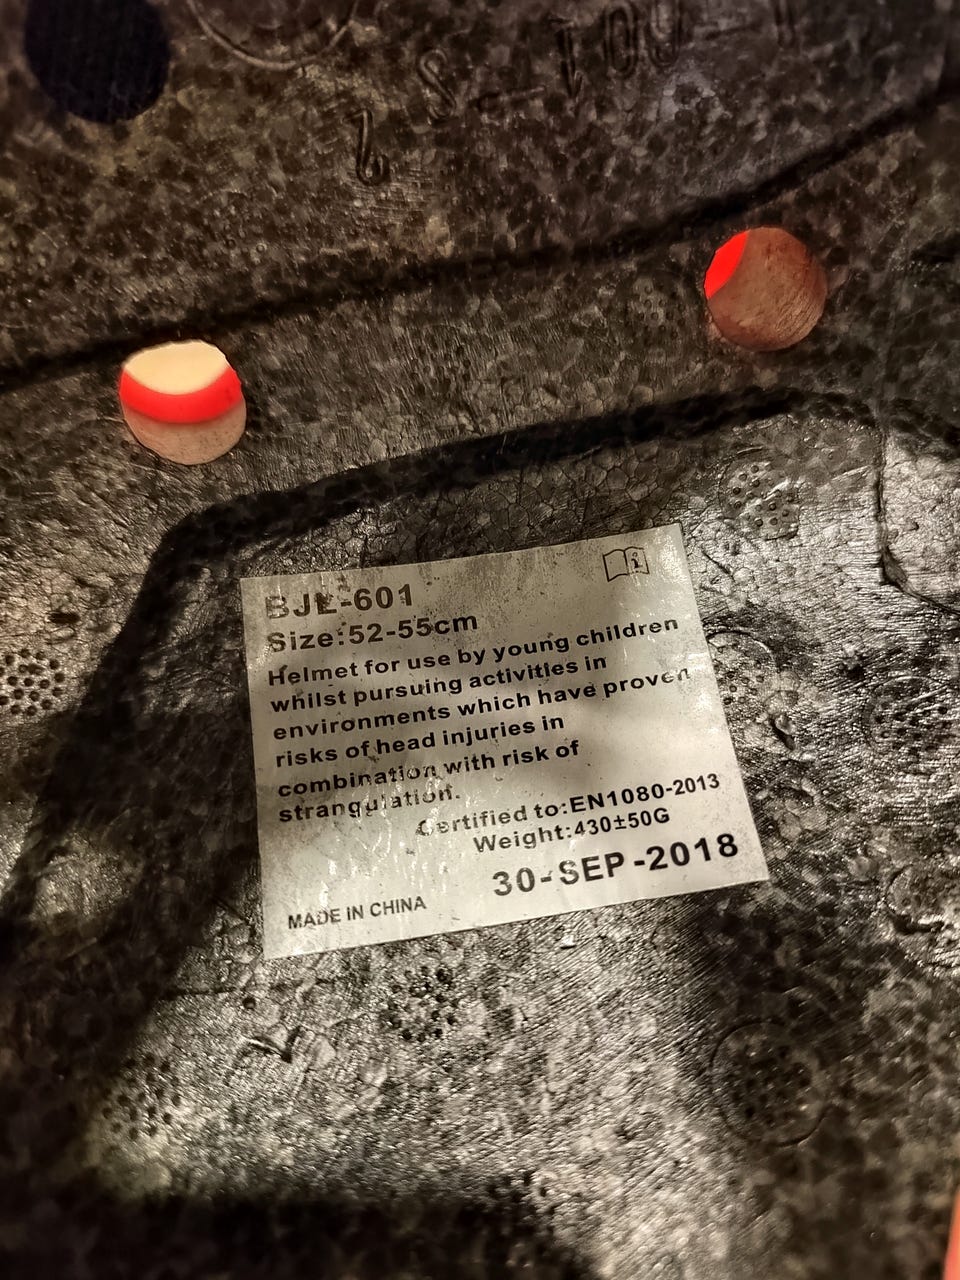 BJL-601
Size:52-55cm
Helmet for use by young children
whilst pursuing activities in
environments which have proven
risks of head injuries in
combination with risk of
strangulation.
Certified to:EN1080-2013
Weight:430±50G
30-SEP-2018
MADE IN CHINA